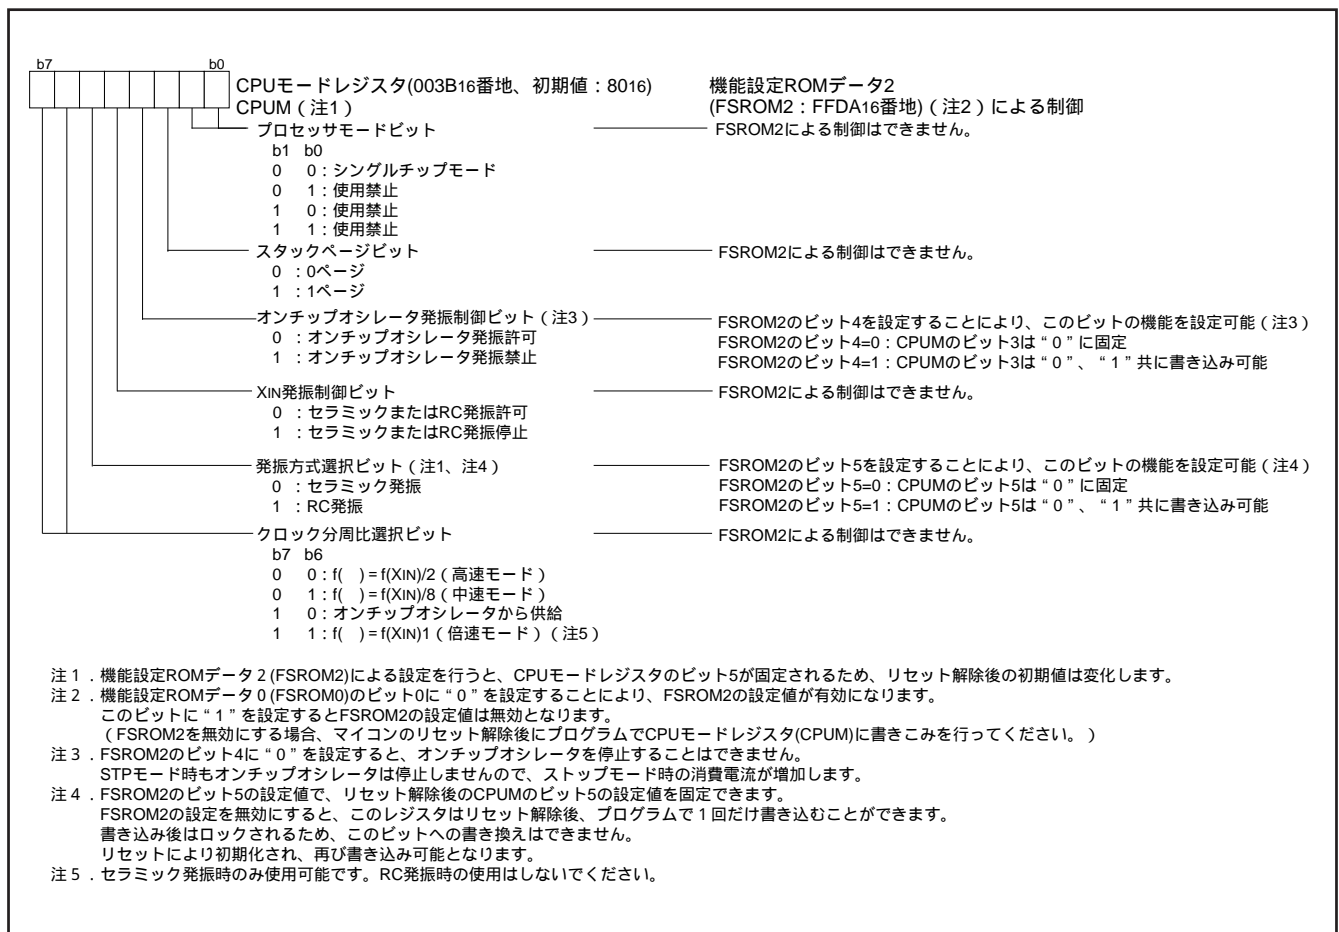 b7 b0
CPUモードレジスタ(003B16番地、初期値:8016) 機能設定ROMデータ2
CPUM(注1) (FSROM2:FFDA16番地)(注2)による制御
プロセッサモードビット FSROM2による制御はできません。
b1 b0
0 0:シングルチップモード
0 1:使用禁止
1 0:使用禁止
1 1:使用禁止
スタックページビット FSROM2による制御はできません。
0 :0ページ
1 :1ページ
オンチップオシレータ発振制御ビット(注3) FSROM2のビット4を設定することにより、このビットの機能を設定可能(注3)
0 :オンチップオシレータ発振許可 FSROM2のビット4=0:CPUMのビット3は“0”に固定
1 :オンチップオシレータ発振禁止 FSROM2のビット4=1:CPUMのビット3は“0”、“1”共に書き込み可能
XIN発振制御ビット FSROM2による制御はできません。
0 :セラミックまたはRC発振許可
1 :セラミックまたはRC発振停止
発振方式選択ビット(注1、注4) FSROM2のビット5を設定することにより、このビットの機能を設定可能(注4)
0 :セラミック発振 FSROM2のビット5=0:CPUMのビット5は“0”に固定
1 :RC発振 FSROM2のビット5=1:CPUMのビット5は“0”、“1”共に書き込み可能
クロック分周比選択ビット FSROM2による制御はできません。
b7 b6
0 0:f( )=f(XIN)/2(高速モード)
0 1:f( )=f(XIN)/8(中速モード)
1 0:オンチップオシレータから供給
1 1:f( )=f(XIN)1(倍速モード)(注5)
注1.機能設定ROMデータ2(FSROM2)による設定を行うと、CPUモードレジスタのビット5が固定されるため、リセット解除後の初期値は変化します。
注2.機能設定ROMデータ0(FSROM0)のビット0に“0”を設定することにより、FSROM2の設定値が有効になります。
このビットに“1”を設定するとFSROM2の設定値は無効となります。
(FSROM2を無効にする場合、マイコンのリセット解除後にプログラムでCPUモードレジスタ(CPUM)に書きこみを行ってください。)
注3.FSROM2のビット4に“0”を設定すると、オンチップオシレータを停止することはできません。
STPモード時もオンチップオシレータは停止しませんので、ストップモード時の消費電流が増加します。
注4.FSROM2のビット5の設定値で、リセット解除後のCPUMのビット5の設定値を固定できます。
FSROM2の設定を無効にすると、このレジスタはリセット解除後、プログラムで1回だけ書き込むことができます。
書き込み後はロックされるため、このビットへの書き換えはできません。
リセットにより初期化され、再び書き込み可能となります。
注5.セラミック発振時のみ使用可能です。RC発振時の使用はしないでください。